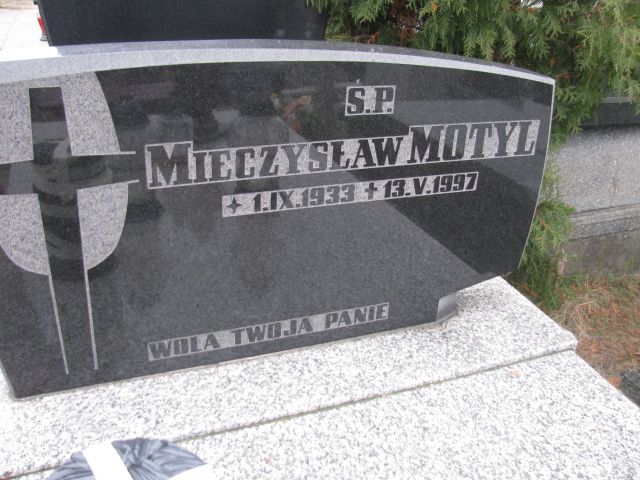 Ś.P.
MIECZYSŁAW MOTYL
✦ 1.IX.1933 ✝ 13.V.1997
WOLA TWOJA PANIE